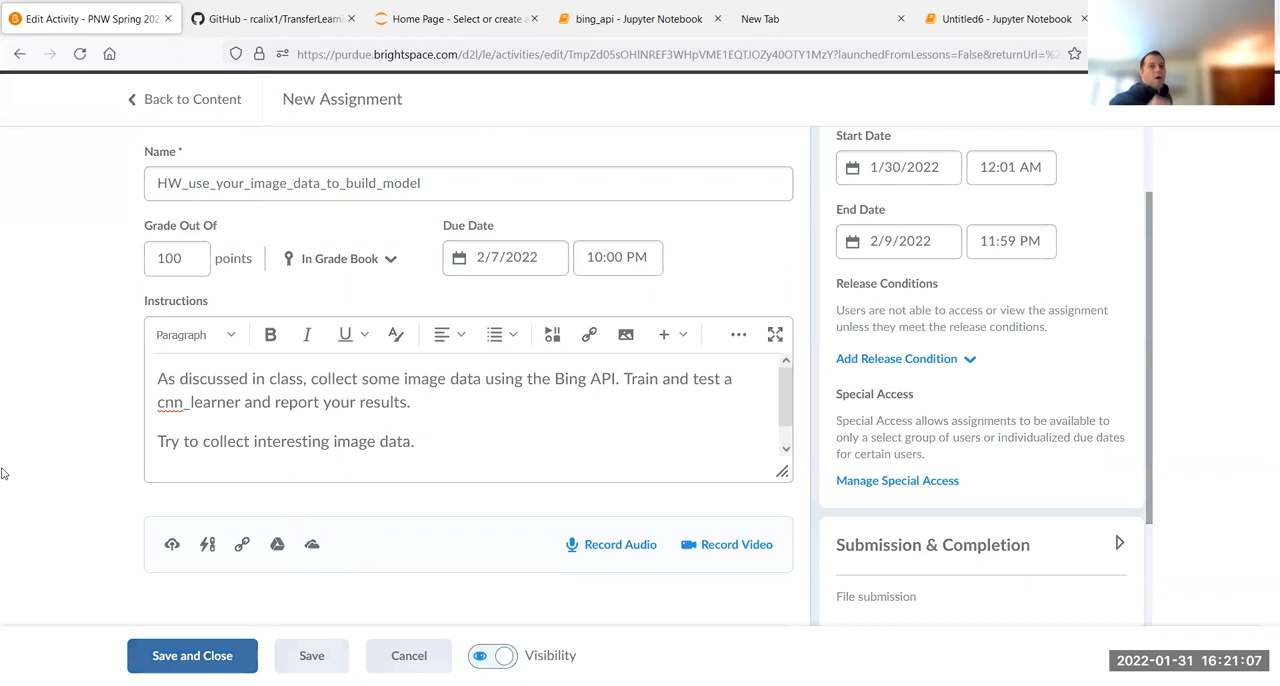 Edit Activity - PNW Spring 202
GitHub - rcalix1/TransferLearni
Home Page - Select or create a
bing_api - Jupyter Notebook
New Tab
Untitled6 - Jupyter Notebook
https://purdue.brightspace.com/d2l/le/activities/edit/TmpZd05sOHlNREF3WHpVME1EQTJOZy40OTY1MzY?launchedFromLessons=False&returnUrl=%2
Back to Content
New Assignment
Name *
HW_use_your_image_data_to_build_model
Grade Out Of
Due Date
100 points
In Grade Book
2/7/2022 10:00 PM
Instructions
Paragraph
B I U
As discussed in class, collect some image data using the Bing API. Train and test a
cnn_learner and report your results.
Try to collect interesting image data.
Record Audio
Record Video
Start Date
1/30/2022 12:01 AM
End Date
2/9/2022 11:59 PM
Release Conditions
Users are not able to access or view the assignment
unless they meet the release conditions.
Add Release Condition
Special Access
Special Access allows assignments to be available to
only a select group of users or individualized due dates
for certain users.
Manage Special Access
Submission & Completion
File submission
Save and Close
Save
Cancel
Visibility
2022-01-31 16:21:07